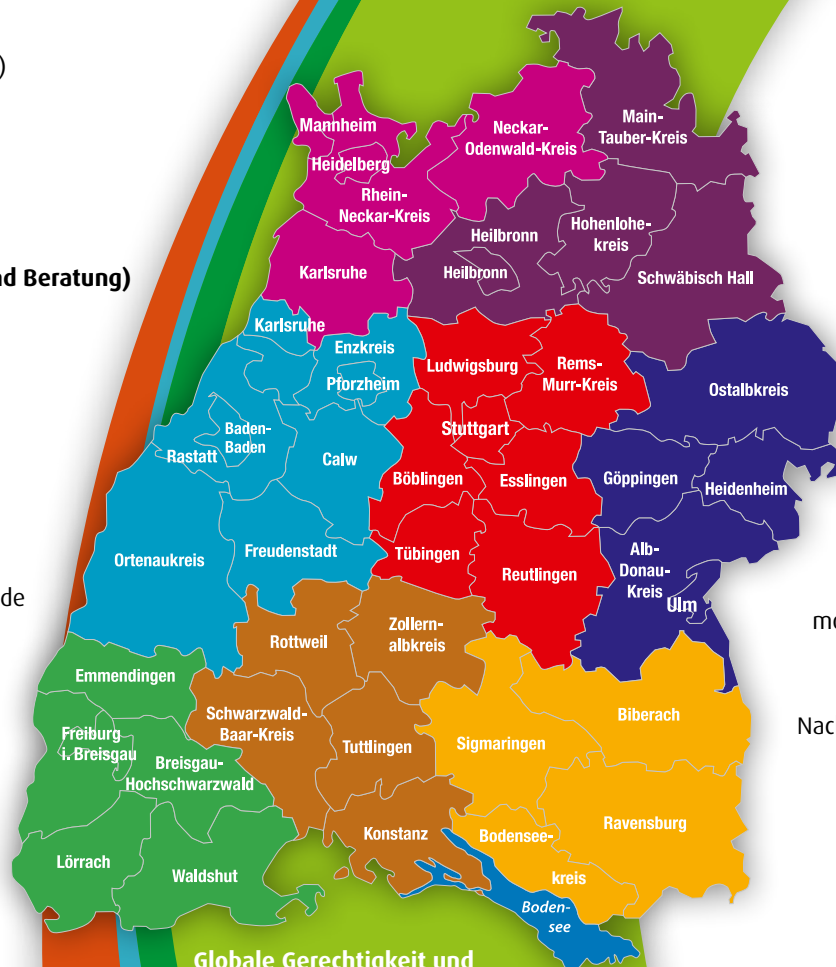 )
nd Beratung)
de
mo
Nac
Main-
Tauber-Kreis
Neckar-
Odenwald-Kreis
Mannheim
Heidelberg
Rhein-
Neckar-Kreis
Karlsruhe
Heilbronn
Heilbronn
Hohenlohe-
kreis
Schwäbisch Hall
Karlsruhe
Enzkreis
Pforzheim
Baden-
Baden
Rastatt
Calw
Ortenaukreis
Freudenstadt
Ludwigsburg
Rems-
Murr-Kreis
Stuttgart
Böblingen
Esslingen
Tübingen
Reutlingen
Ostalbkreis
Göppingen
Heidenheim
Alb-
Donau-
Kreis
Ulm
Rottweil
Zollern-
albkreis
Schwarzwald-
Baar-Kreis
Tuttlingen
Konstanz
Emmendingen
Freiburg
i. Breisgau
Breisgau-
Hochschwarzwald
Lörrach
Waldshut
Sigmaringen
Biberach
Ravensburg
Bodensee-
kreis
Boden-
see
Globale Gerechtigkeit und